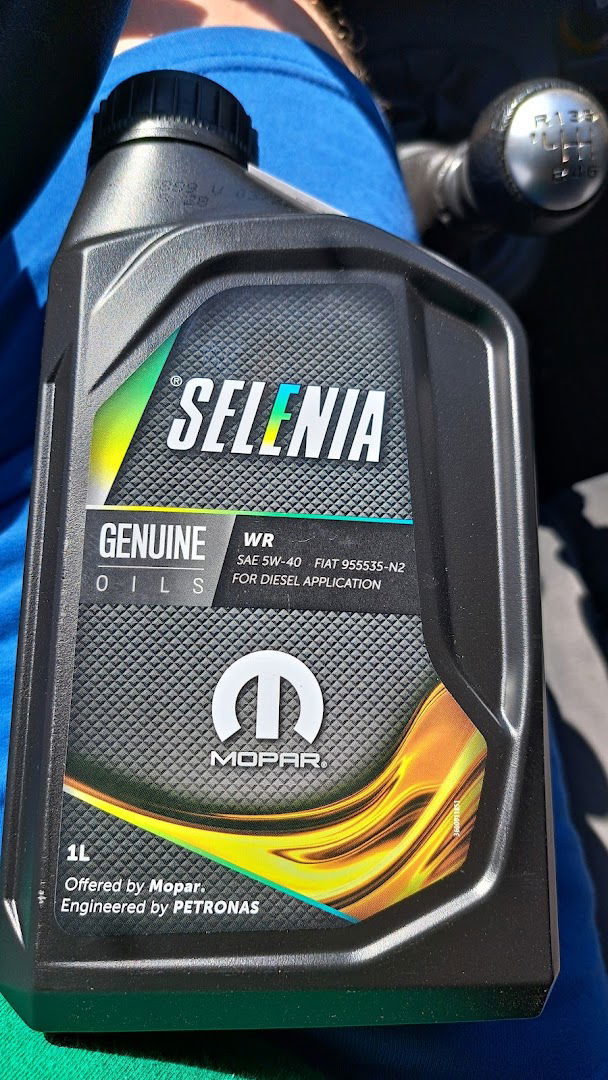 ® SELENIA
GENUINE
OILS
WR
SAE 5W-40 FIAT 955535-N2
FOR DIESEL APPLICATION
MOPAR®
1L
Offered by Mopar®
Engineered by PETRONAS